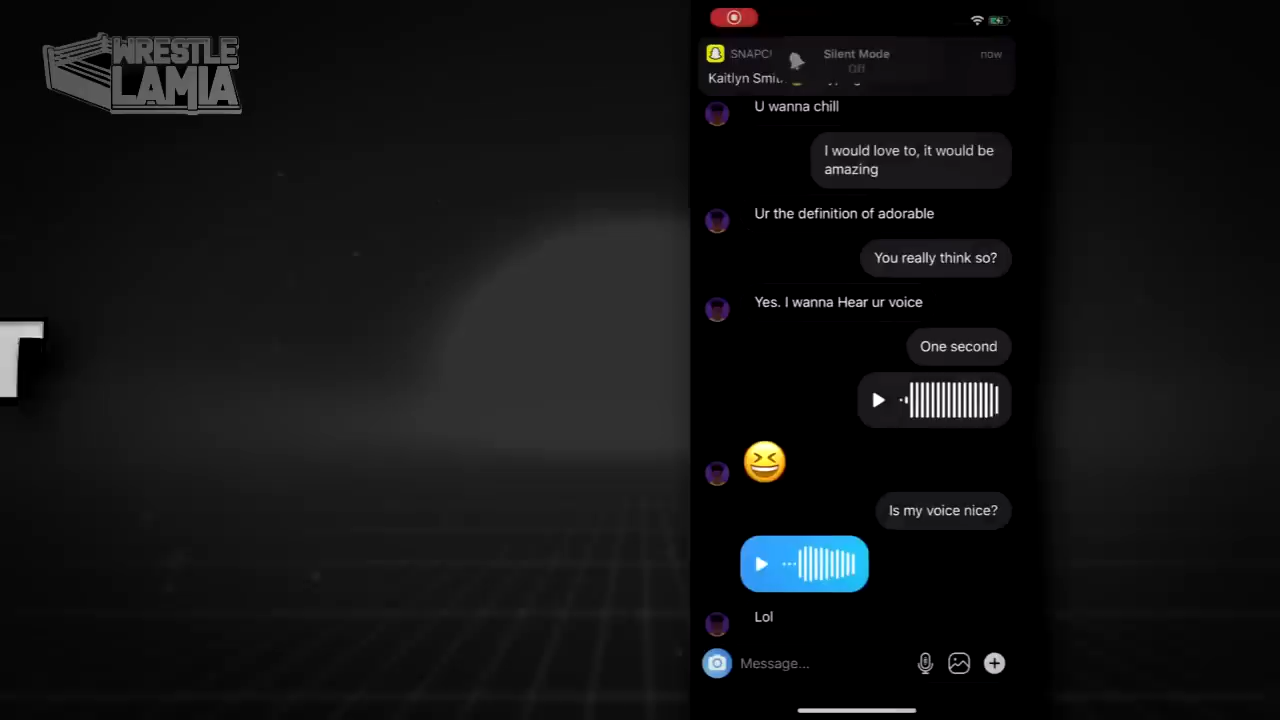 WRESTLE
LAMIA
T
SNAPC
Silent Mode
now
Off
Kaitlyn Smi
U wanna chill
I would love to, it would be
amazing
Ur the definition of adorable
You really think so?
Yes. I wanna Hear ur voice
One second
Is my voice nice?
Lol
Message...